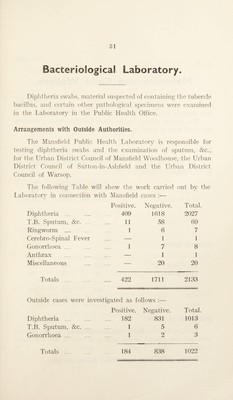 31
Bacteriological Laboratory.
Diphtheria swabs, material suspected of containing the tubercle
bacillus, and certain other pathological specimens were examined
in the Laboratory in the Public Health Office.
Arrangements with Outside Authorities.
The Mansfield Public Health Laboratory is responsible for
testing diphtheria swabs and the examination of sputum, &c.,
for the Urban District Council of Mansfield Woodhouse, the Urban
District Council of Sutton-in-Ashfield and the Urban District
Council of Warsop.
The following Table will show the work carried out by the
Laboratory in connection with Mansfield cases :—
Positive. Negative. Total.
Diphtheria ... 409 1618 2027
T.B. Sputum, &c. ... 11 58 69
Ringworm ... 1 6 7
Cerebro-Spinal Fever — 1 1
Gonorrhoea ... 1 7 8
Anthrax — 1 1
Miscellaneous — 20 20
Totals ... 422 1711 2133
Outside cases were investigated as follows :—
Positive. Negative. Total.
Diphtheria ... 182 831 1013
T.B. Sputum, &c. ... 1 5 6
Gonorrhoea ... 1 2 3
Totals ... 184 838 1022